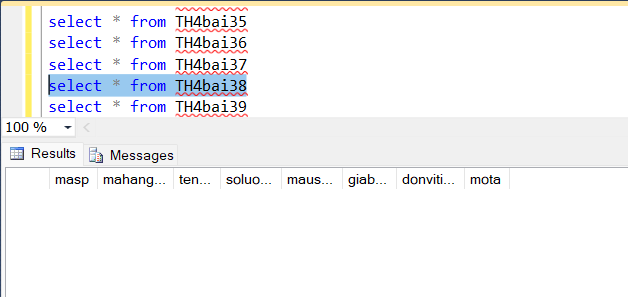 select * from TH4bai35
select * from TH4bai36
select * from TH4bai37
select * from TH4bai38
select * from TH4bai39
100 %
Results Messages
masp mahang... ten... soluo... maus... giab... donviti... mota